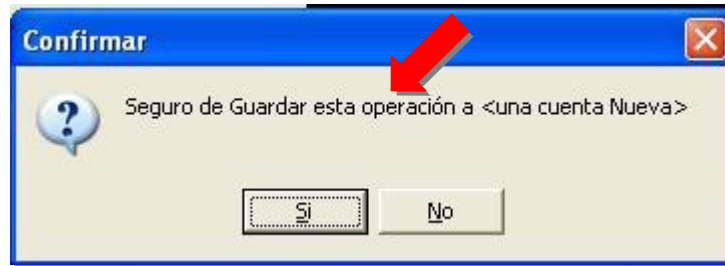 Confirmar
Seguro de Guardar esta operación a <una cuenta Nueva>
Si No